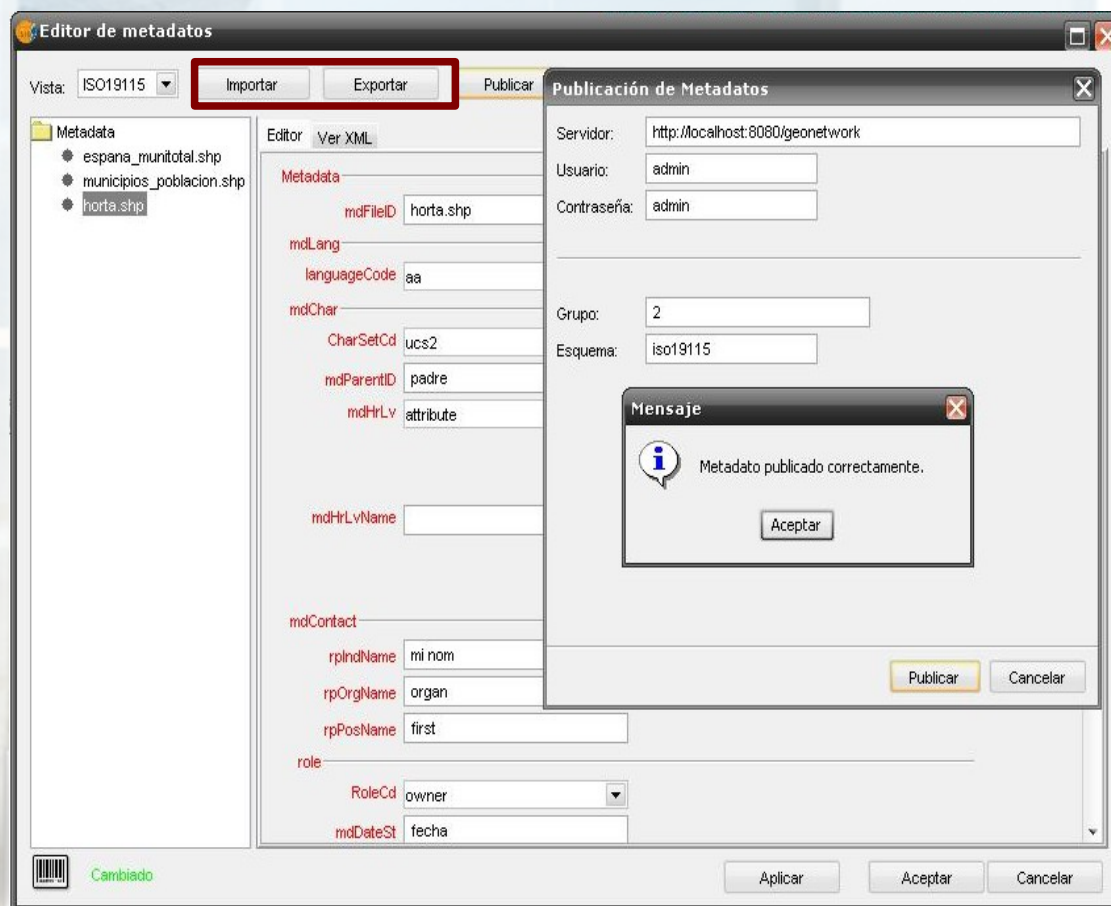 Editor de metadatos
Vista: ISO19115 Importar Exportar Publicar
Metadata
espana_munitotal.shp
municipios_poblacion.shp
horta.shp
Editor Ver XML
Metadata
mdFileID horta.shp
mdLang
languageCode aa
mdChar
CharSetCd ucs2
mdParentID padre
mdHrLv attribute
mdHrLvName
mdContact
rpIndName mi nom
rpOrgName organ
rpPosName first
role
RoleCd owner
mdDateSt fecha
Publicación de Metadatos
Servidor: http://localhost:8080/geonetwork
Usuario: admin
Contraseña: admin
Grupo: 2
Esquema: iso19115
Mensaje
Metadato publicado correctamente.
Aceptar
Publicar Cancelar
Cambiado
Aplicar Aceptar Cancelar